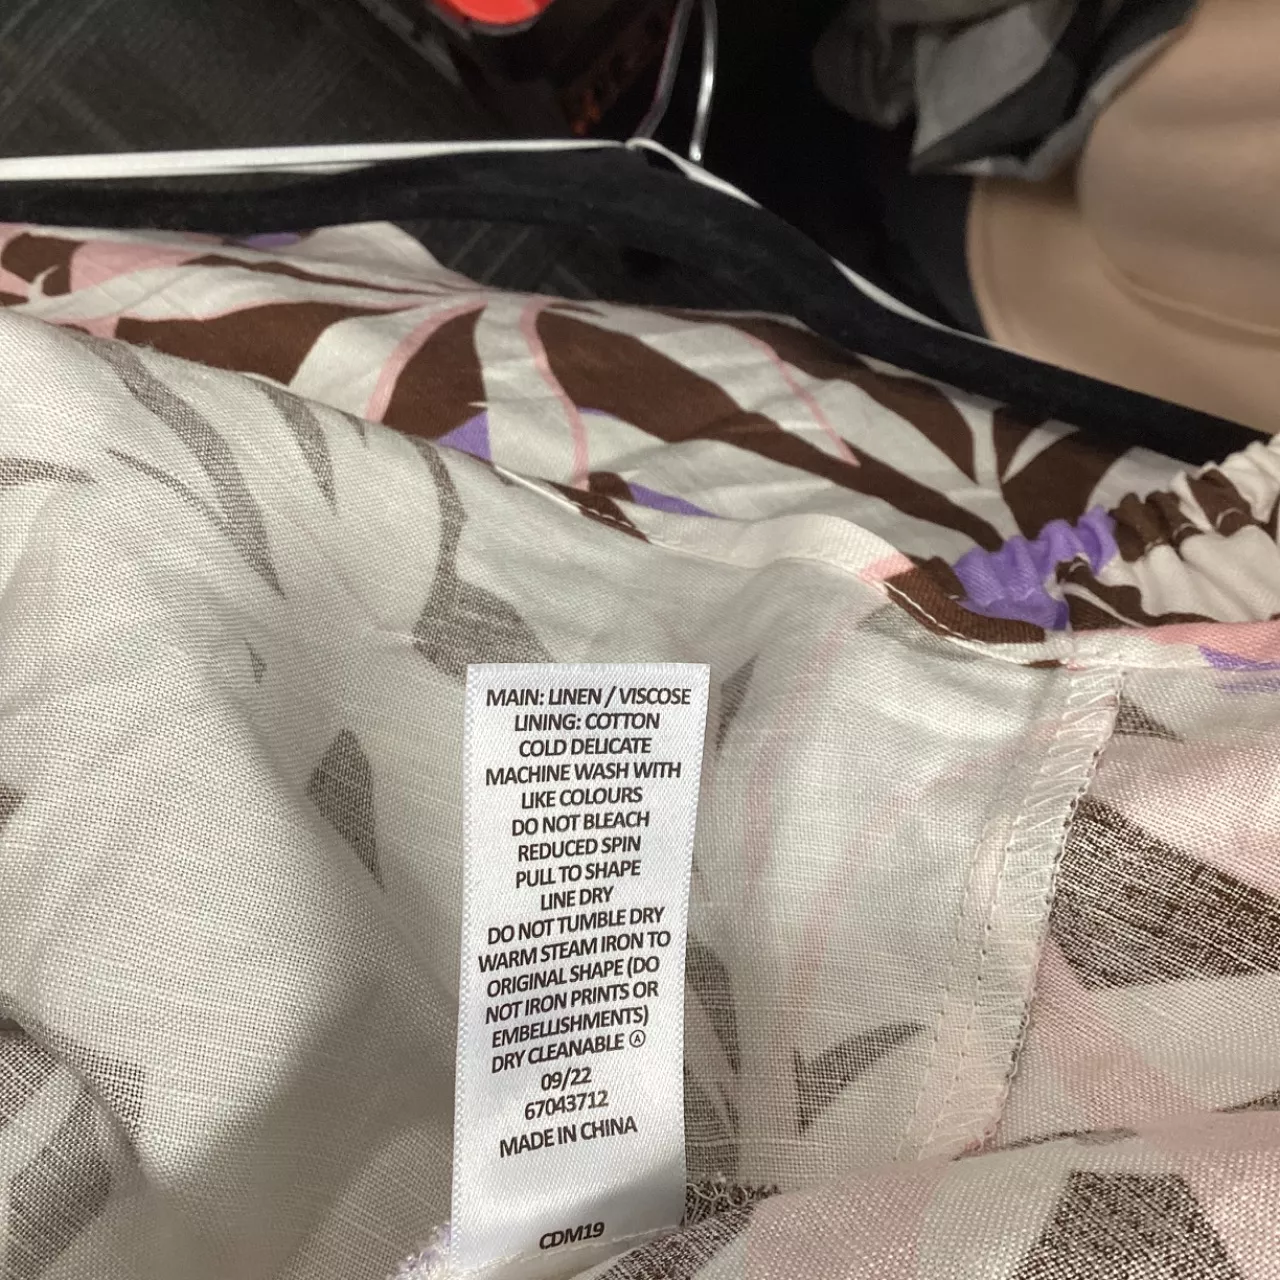 MAIN: LINEN / VISCOSE
LINING: COTTON
COLD DELICATE
MACHINE WASH WITH
LIKE COLOURS
DO NOT BLEACH
REDUCED SPIN
PULL TO SHAPE
LINE DRY
DO NOT TUMBLE DRY
WARM STEAM IRON TO
ORIGINAL SHAPE (DO
NOT IRON PRINTS OR
EMBELLISHMENTS)
DRY CLEANABLE Ⓐ
09/22
67043712
MADE IN CHINA
CDM19